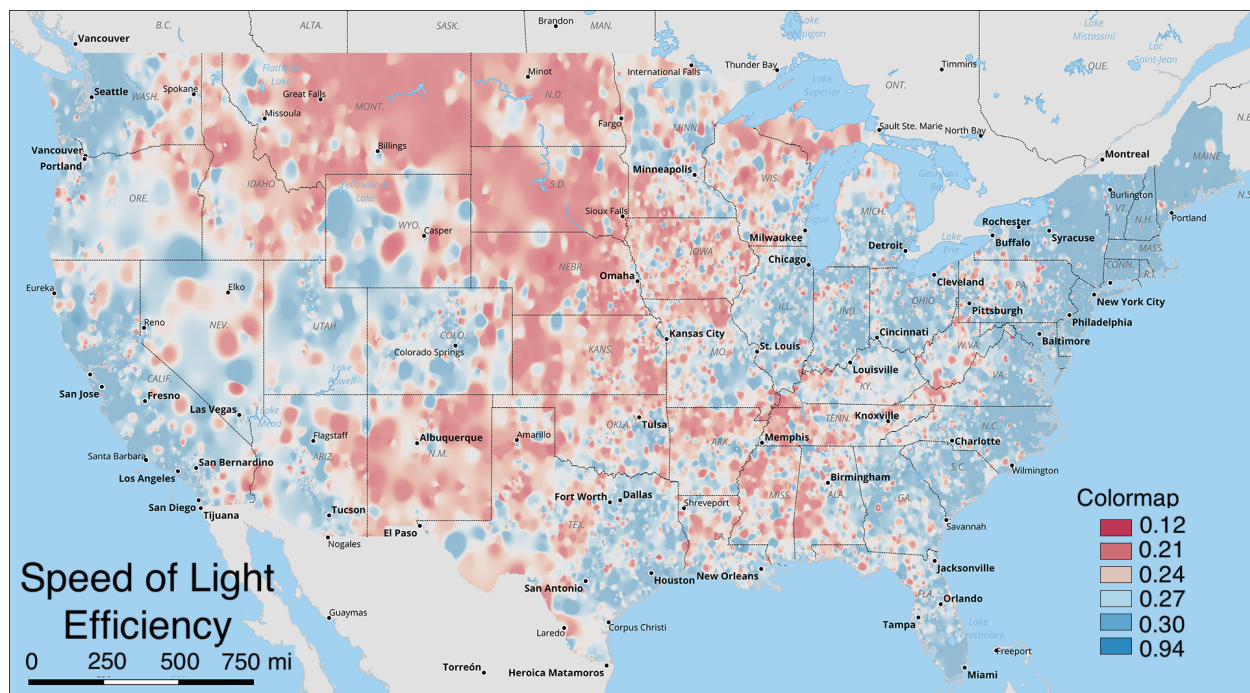 B.C.
ALTA.
SASK.
Brandon
MAN.
Vancouver
Lake
Nipigon
Lake
Mistassini
Lac
Saint-Jean
QUE.
Timmins
Thunder Bay
International Falls
Minot
Flathead
Lake
Lake
Superior
ONT.
Spokane
Seattle
WASH.
Great Falls
MONT.
N.D.
Missoula
Fargo
MINN.
Sault Ste. Marie
North Bay
Vancouver
Portland
Billings
Montreal
MAINE
Minneapolis
WIS.
Georgian
Bay
Burlington
VT.
N.H.
Portland
ORE.
IDAHO
Yellowstone
Lake
S.D.
Sioux Falls
Lake
Michigan
MICH.
Rochester
Buffalo
Syracuse
WYO.
Casper
Milwaukee
Detroit
Lake
Erie
MASS.
IOWA
Chicago
CONN.
R.I.
NEBR.
Omaha
Cleveland
PA.
New York City
Eureka
Elko
ILL.
IND.
OHIO
Pittsburgh
Philadelphia
Reno
NEV.
UTAH
COLO.
Kansas City
Cincinnati
Baltimore
Colorado Springs
KANS.
MO.
St. Louis
W.VA.
Louisville
VA.
San Jose
CALIF.
Fresno
Lake
Powell
KY.
Las Vegas
Lake
Mead
Tulsa
TENN.
Knoxville
Flagstaff
Albuquerque
Amarillo
OKLA.
ARK.
Memphis
Charlotte
N.C.
Santa Barbara
San Bernardino
ARIZ.
N.M.
Wilmington
Los Angeles
Birmingham
S.C.
San Diego
Tijuana
Tucson
Fort Worth
Dallas
Shreveport
MISS.
ALA.
GA.
El Paso
TEX.
Savannah
Nogales
LA.
Houston
New Orleans
Jacksonville
San Antonio
FLA.
Orlando
Guaymas
Laredo
Corpus Christi
Tampa
Lake
Okeechobee
Freeport
Torreón
Heroica Matamoros
Miami
Speed of Light
Efficiency
0 250 500 750 mi
Colormap
0.12
0.21
0.24
0.27
0.30
0.94